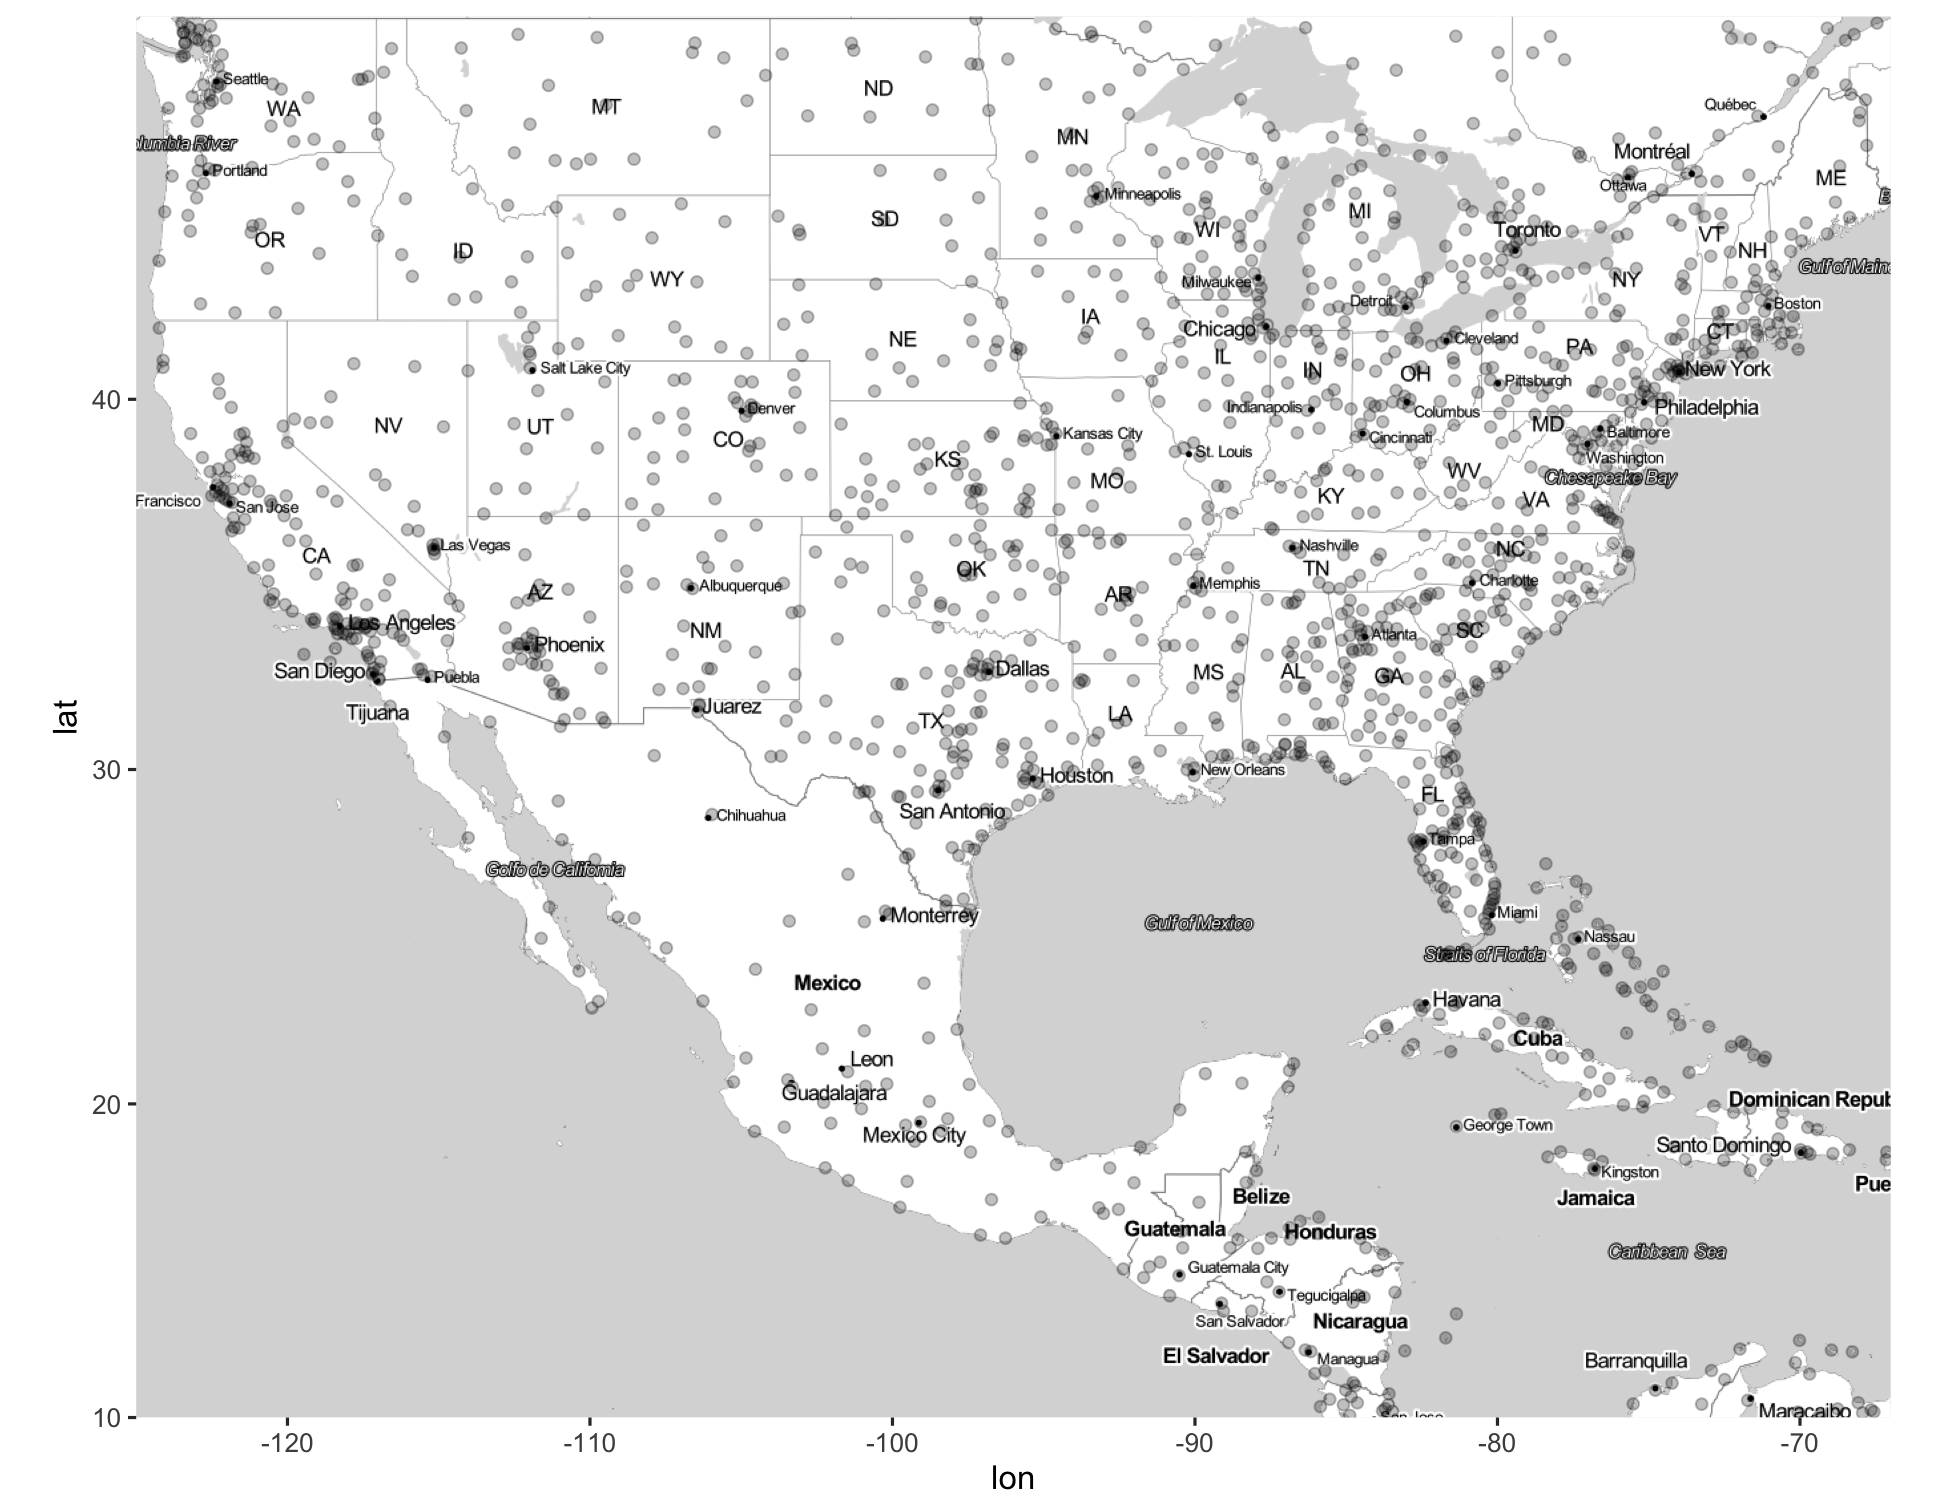 Québec
Seattle
WA
MT
ND
MN
olumbia River
Montréal
Portland
Ottawa
ME
Minneapolis
SD
MI
WI
Toronto
VT
OR
ID
NH
Gulf of Maine
WY
NY
Milwaukee
Detroit
Boston
IA
Chicago
CT
NE
Cleveland
PA
IL
Salt Lake City
IN
OH
New York
Pittsburgh
40
Denver
Indianapolis
Columbus
Philadelphia
NV
UT
CO
MD
Kansas City
Cincinnati
Baltimore
KS
St. Louis
Washington
WV
Chesapeake Bay
MO
KY
VA
Francisco
San Jose
Las Vegas
Nashville
NC
CA
OK
TN
AZ
Albuquerque
AR
Memphis
Charlotte
Los Angeles
NM
Atlanta
SC
Phoenix
San Diego
Puebla
Dallas
MS
AL
GA
Tijuana
Juarez
TX
LA
lat
30
Houston
New Orleans
FL
San Antonio
Chihuahua
Tampa
Golfo de California
Monterrey
Gulf of Mexico
Miami
Nassau
Straits of Florida
Mexico
Havana
Cuba
Leon
Guadalajara
20
Dominican Repub
Mexico City
George Town
Santo Domingo
Kingston
Pue
Belize
Jamaica
Guatemala
Honduras
Caribbean Sea
Guatemala City
Tegucigalpa
San Salvador
Nicaragua
El Salvador
Managua
Barranquilla
10
San Jose
Maracaibo
-120
-110
-100
-90
-80
-70
lon